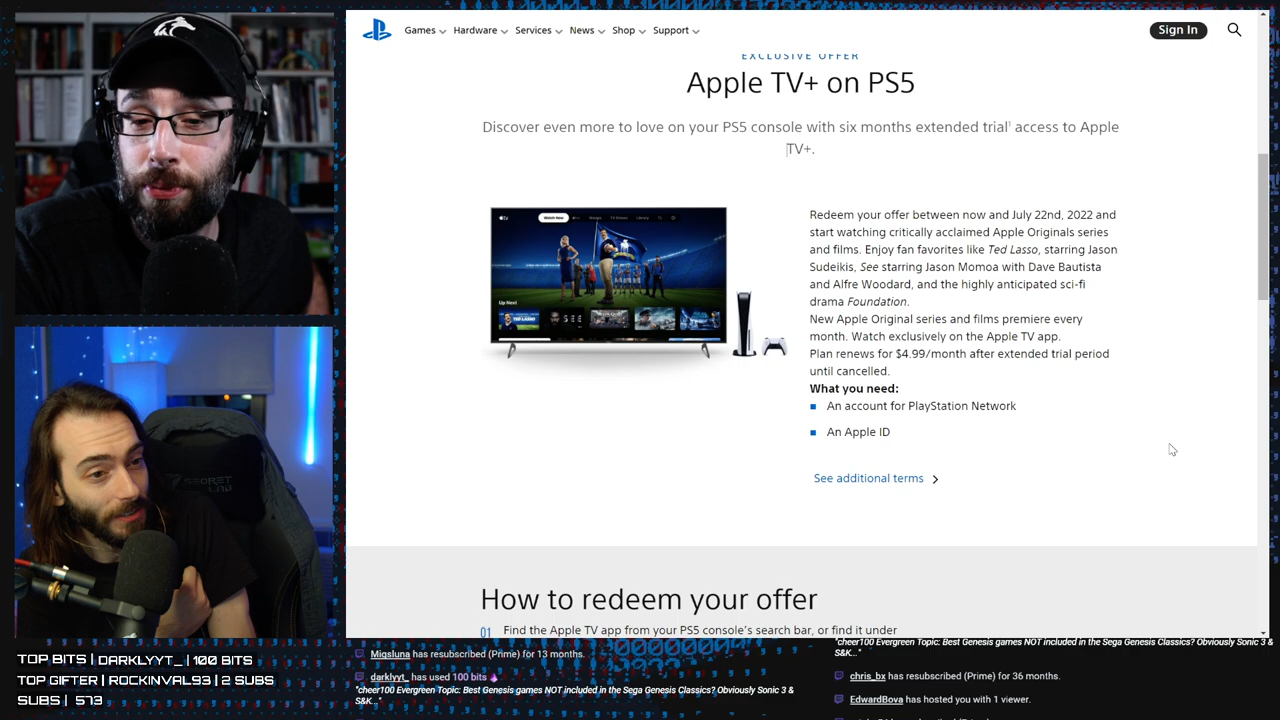 Games
Hardware
Services
News
Shop
Support
Sign In
EXCLUSIVE OFFER
Apple TV+ on PS5
Discover even more to love on your PS5 console with six months extended trial¹ access to Apple
TV+.
Redeem your offer between now and July 22nd, 2022 and
start watching critically acclaimed Apple Originals series
and films. Enjoy fan favorites like Ted Lasso, starring Jason
Sudeikis, See starring Jason Momoa with Dave Bautista
and Alfre Woodard, and the highly anticipated sci-fi
drama Foundation.
New Apple Original series and films premiere every
month. Watch exclusively on the Apple TV app.
Plan renews for $4.99/month after extended trial period
until cancelled.
What you need:
An account for PlayStation Network
An Apple ID
See additional terms
Watch Now
Library
Up Next
TED LASSO
SECRET
LAB
How to redeem your offer
01 Find the Apple TV app from your PS5 console's search bar, or find it under
TOP BITS | DARKLYYT_ | 100 BITS
TOP GIFTER | ROCKINVAL93 | 2 SUBS
SUBS | 573
Miqsluna has resubscribed (Prime) for 13 months.
darklyyt_ has used 100 bits
"cheer100 Evergreen Topic: Best Genesis games NOT included in the Sega Genesis Classics? Obviously Sonic 3 &
S&K..."
"cheer100 Evergreen Topic: Best Genesis games NOT included in the Sega Genesis Classics? Obviously Sonic 3 &
S&K..."
chris_bx has resubscribed (Prime) for 36 months.
EdwardBova has hosted you with 1 viewer.